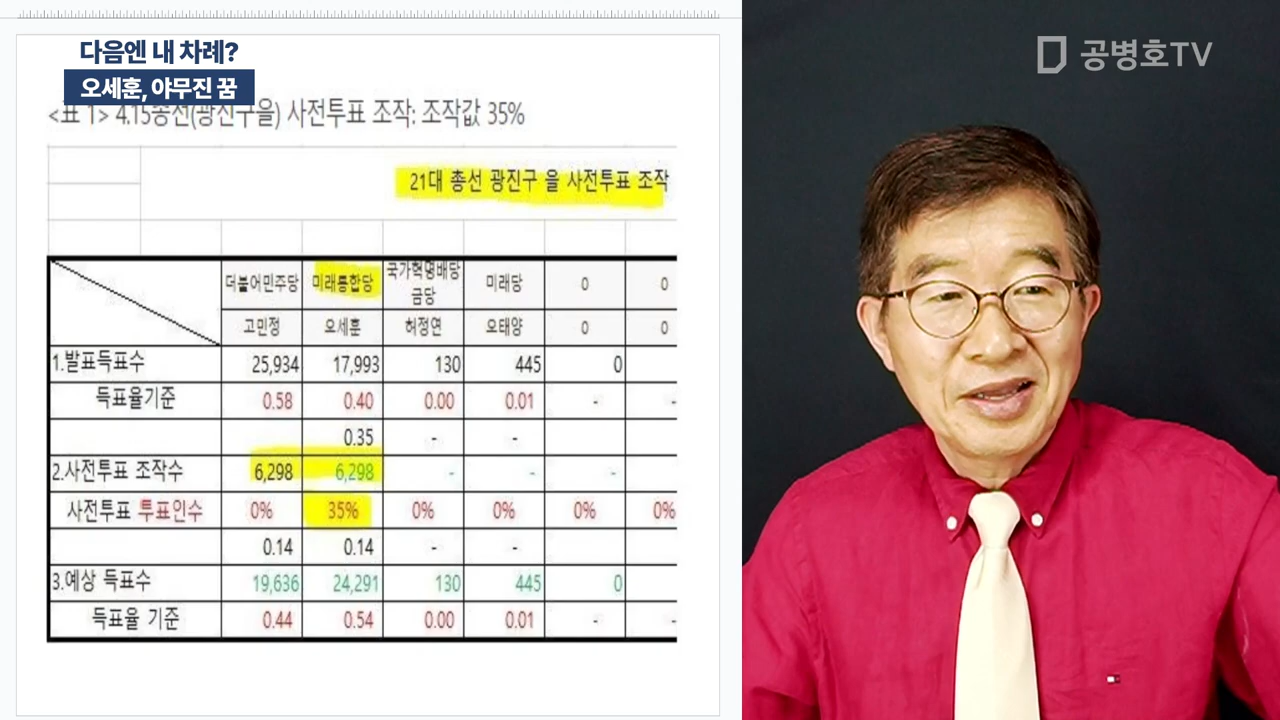 다음엔 내 차례?
오세훈, 야무진 꿈
공병호TV
<표 1> 4.15총선(광진구을) 사전투표 조작: 조작값 35%
21대 총선 광진구 을 사전투표 조작
더불어민주당 미래통합당 국가혁명배당금당 미래당 0 0
고민정 오세훈 허정연 오태양 0 0
1.발표득표수 25,934 17,993 130 445 0
득표율기준 0.58 0.40 0.00 0.01 - -
0.35 - -
2.사전투표 조작수 6,298 6,298 - - -
사전투표 투표인수 0% 35% 0% 0% 0% 0%
0.14 0.14 - -
3.예상 득표수 19,636 24,291 130 445 0
득표율 기준 0.44 0.54 0.00 0.01 - -